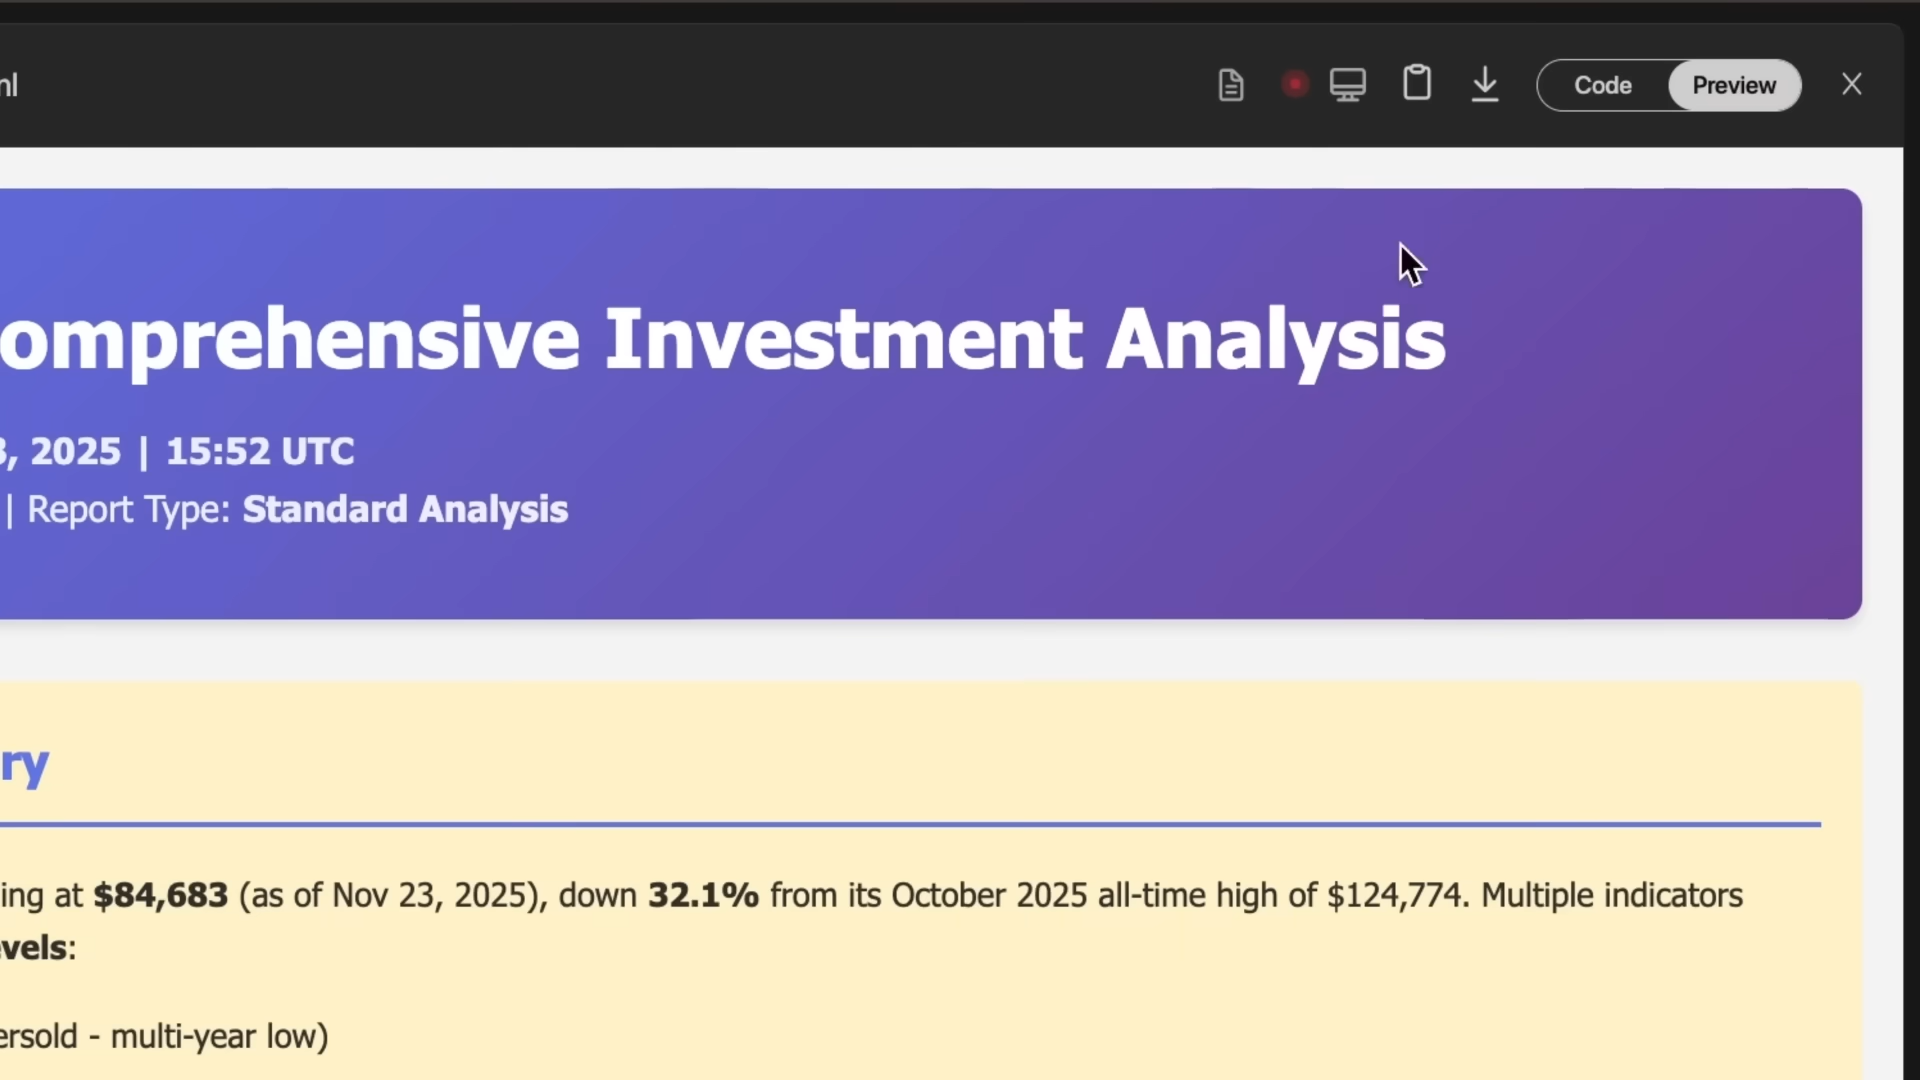 nl
Code
Preview
omprehensive Investment Analysis
3, 2025 | 15:52 UTC
| Report Type: Standard Analysis
ry
ing at $84,683 (as of Nov 23, 2025), down 32.1% from its October 2025 all-time high of $124,774. Multiple indicators
evels:
ersold - multi-year low)